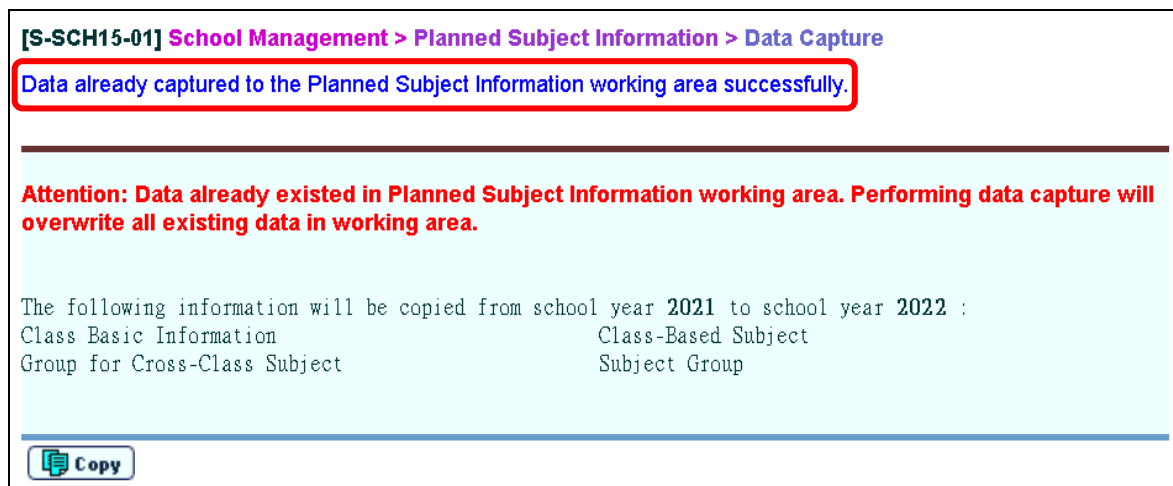 [S-SCH15-01] School Management > Planned Subject Information > Data Capture
Data already captured to the Planned Subject Information working area successfully.
Attention: Data already existed in Planned Subject Information working area. Performing data capture will
overwrite all existing data in working area.
The following information will be copied from school year 2021 to school year 2022 :
Class Basic Information Class-Based Subject
Group for Cross-Class Subject Subject Group
Copy